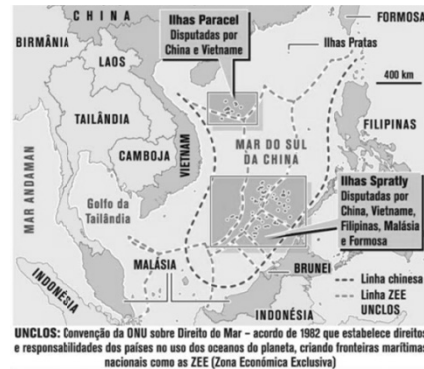 CHINA
FORMOSA
Ilhas Paracel
Disputadas por
China e Vietname
Ilhas Pratas
BIRMÂNIA
LAOS
400 km
TAILÂNDIA
VIETNAM
FILIPINAS
CAMBOJA
MAR DO SUL
DA CHINA
MAR ANDAMAN
Golfo da
Tailândia
Ilhas Spratly
Disputadas por
China, Vietname,
Filipinas, Malásia
e Formosa
MALÁSIA
BRUNEI
INDONÉSIA
INDONÉSIA
Linha chinesa
Linha ZEE
UNCLOS
UNCLOS: Convenção da ONU sobre Direito do Mar – acordo de 1982 que estabelece direitos
e responsabilidades dos países no uso dos oceanos do planeta, criando fronteiras marítimas
nacionais como as ZEE (Zona Económica Exclusiva)